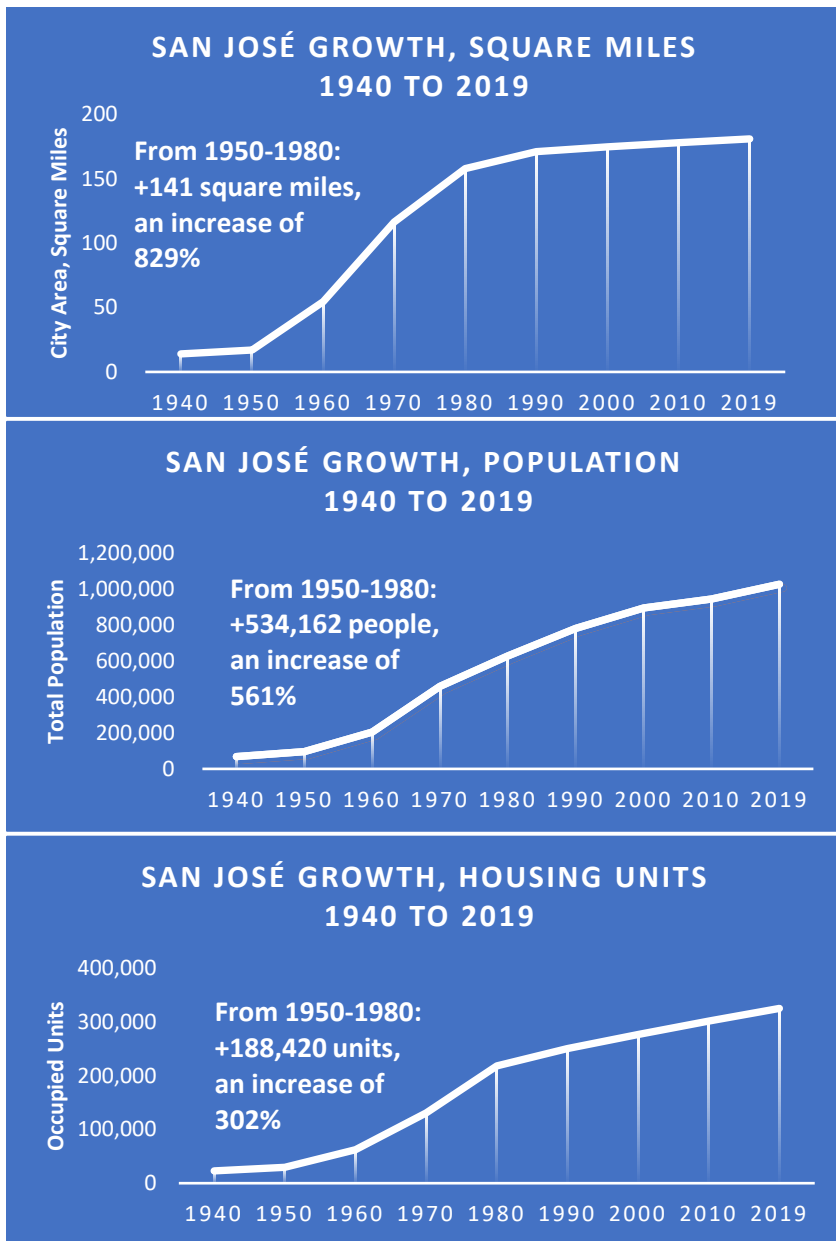 SAN JOSÉ GROWTH, SQUARE MILES
1940 TO 2019
200
150
100
50
0
City Area, Square Miles
From 1950-1980:
+141 square miles,
an increase of
829%
1940 1950 1960 1970 1980 1990 2000 2010 2019
SAN JOSÉ GROWTH, POPULATION
1940 TO 2019
1,200,000
1,000,000
800,000
600,000
400,000
200,000
0
Total Population
From 1950-1980:
+534,162 people,
an increase of
561%
1940 1950 1960 1970 1980 1990 2000 2010 2019
SAN JOSÉ GROWTH, HOUSING UNITS
1940 TO 2019
400,000
300,000
200,000
100,000
0
Occupied Units
From 1950-1980:
+188,420 units,
an increase of
302%
1940 1950 1960 1970 1980 1990 2000 2010 2019